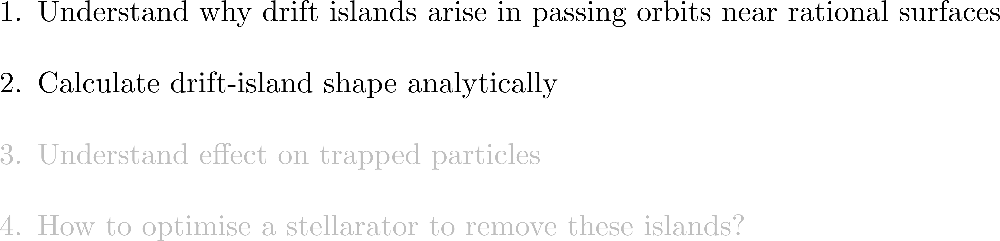 1. Understand why drift islands arise in passing orbits near rational surfaces
2. Calculate drift-island shape analytically
3. Understand effect on trapped particles
4. How to optimise a stellarator to remove these islands?